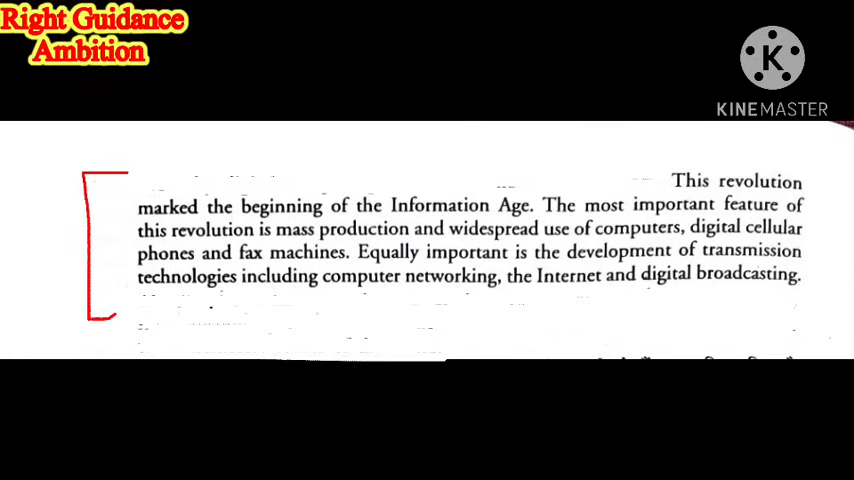 Right Guidance
Ambition
K
KINEMASTER
This revolution
marked the beginning of the Information Age. The most important feature of
this revolution is mass production and widespread use of computers, digital cellular
phones and fax machines. Equally important is the development of transmission
technologies including computer networking, the Internet and digital broadcasting.